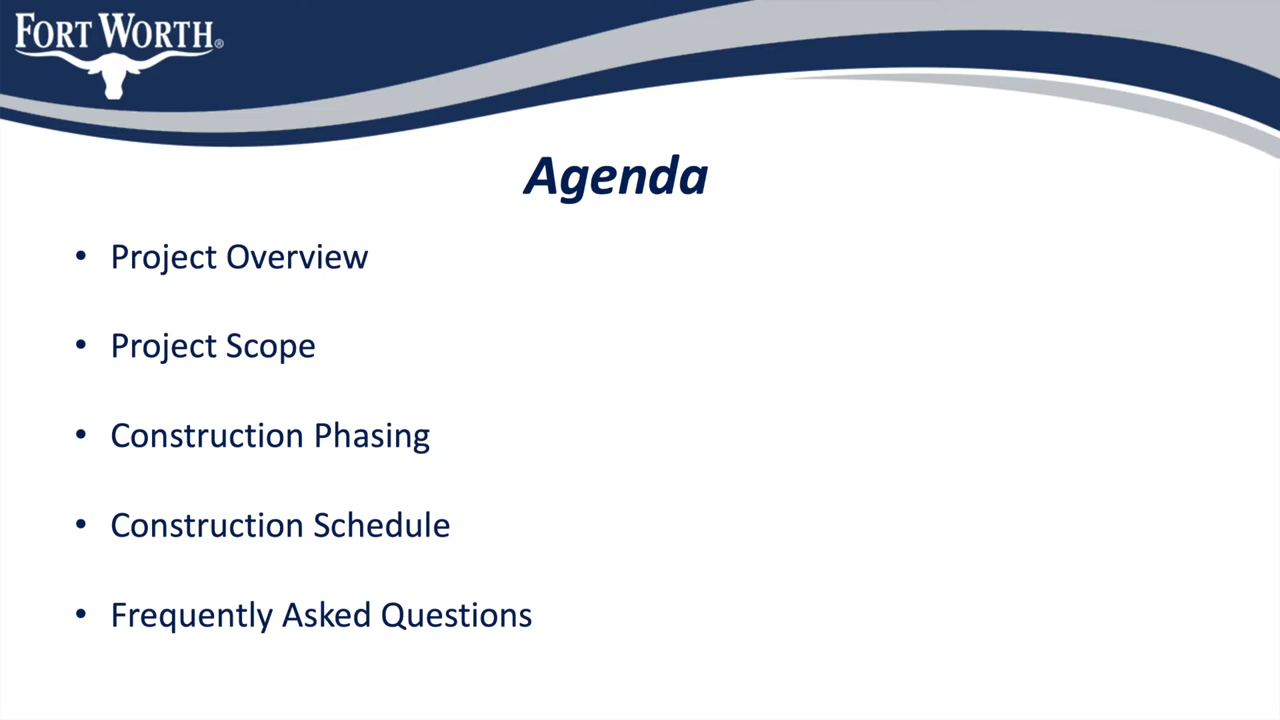 FORT WORTH®
Agenda
• Project Overview
• Project Scope
• Construction Phasing
• Construction Schedule
• Frequently Asked Questions